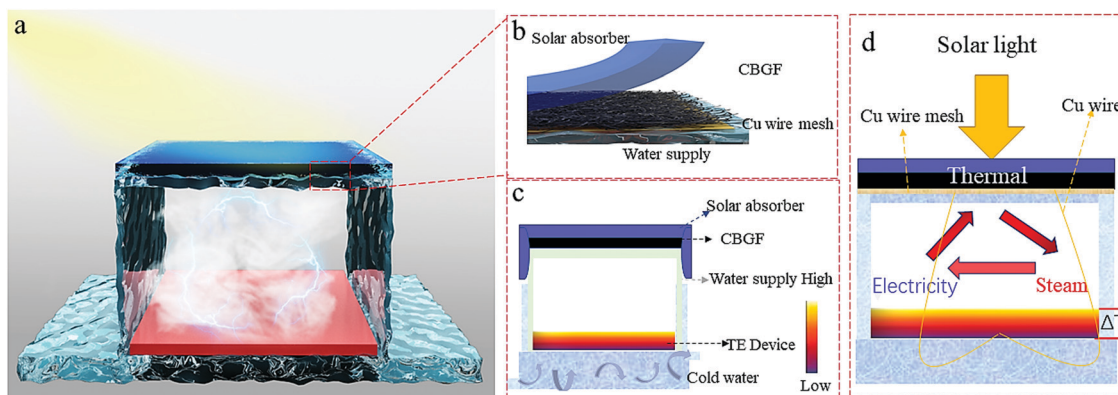 a
b
Solar absorber
CBGF
Cu wire mesh
Water supply
c
Solar absorber
CBGF
Water supply High
TE Device
Cold water
Low
d
Solar light
Cu wire mesh
Cu wire
Thermal
Electricity
Steam
ΔT